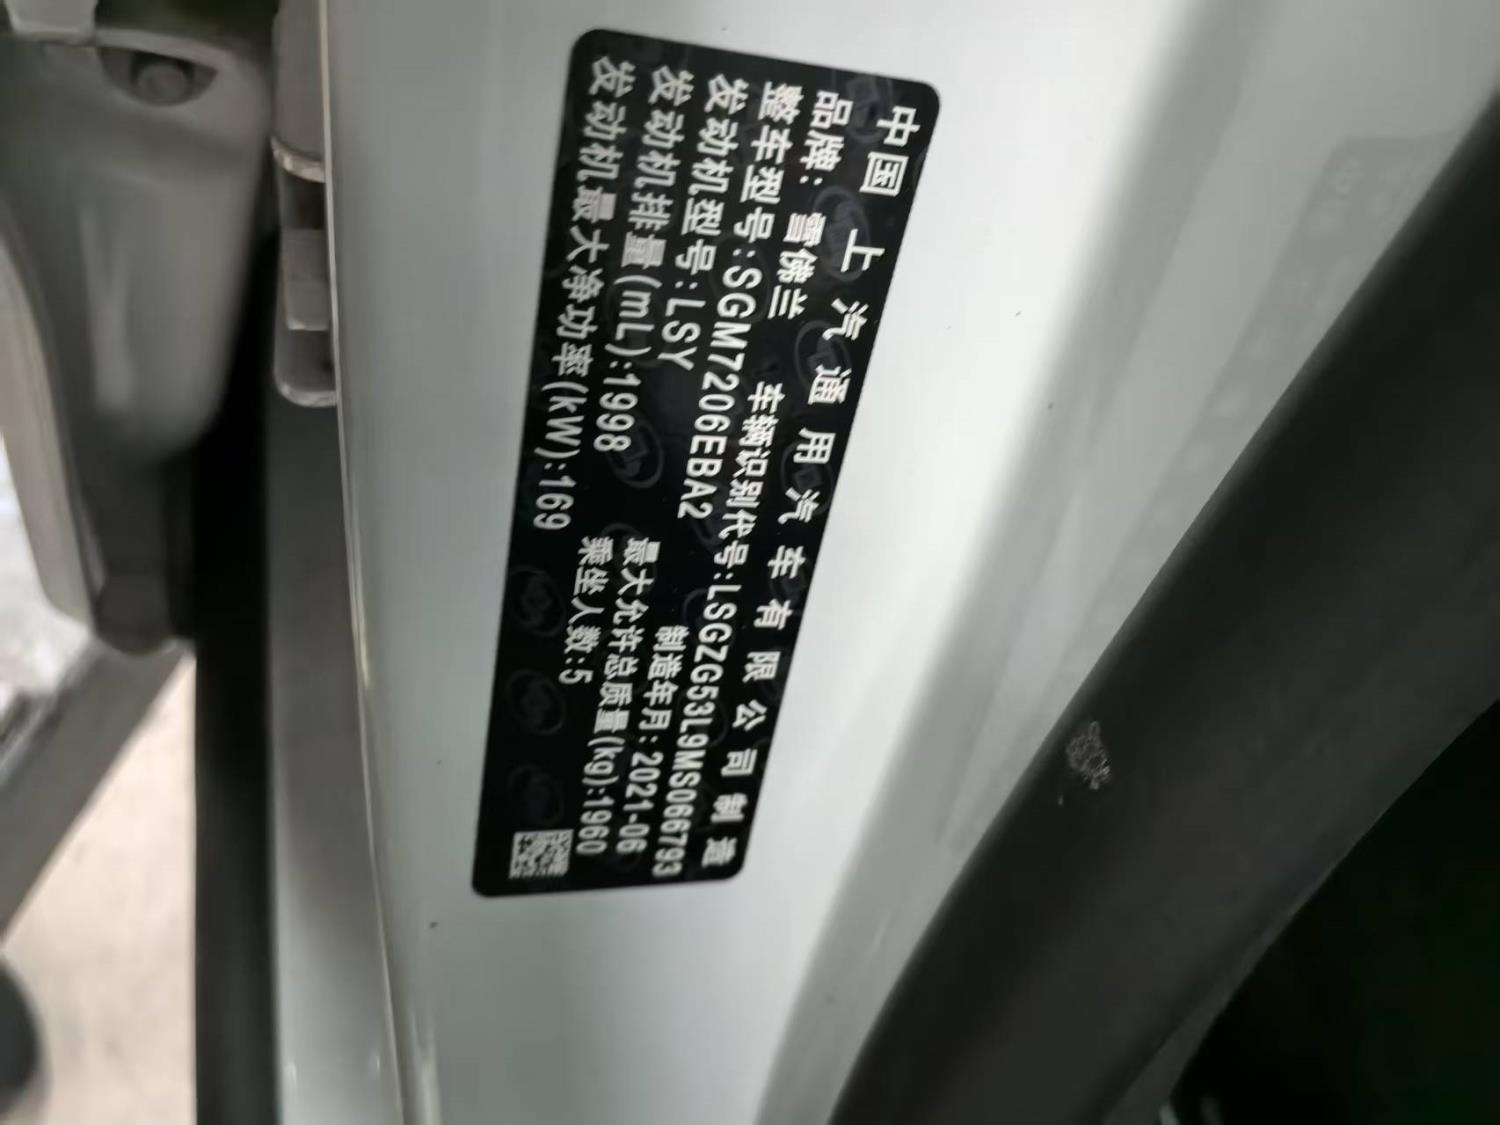 中国 上汽通用汽车有限公司制造
品牌：雪佛兰 车辆识别代号:LSGZG53L9MS066793
整车型号:SGM7206EBA2 制造年月:2021-06
发动机型号:LSY 最大允许总质量(kg):1960
发动机排量(mL):1998 乘坐人数:5
发动机最大净功率(kW):169